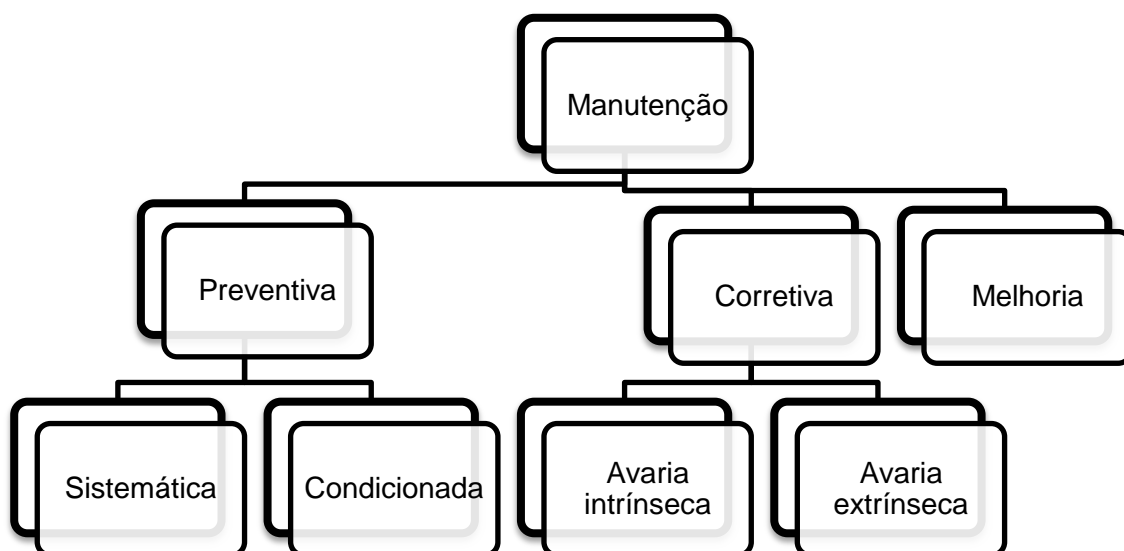 Manutenção
Preventiva
Corretiva
Melhoria
Sistemática
Condicionada
Avaria
intrínseca
Avaria
extrínseca